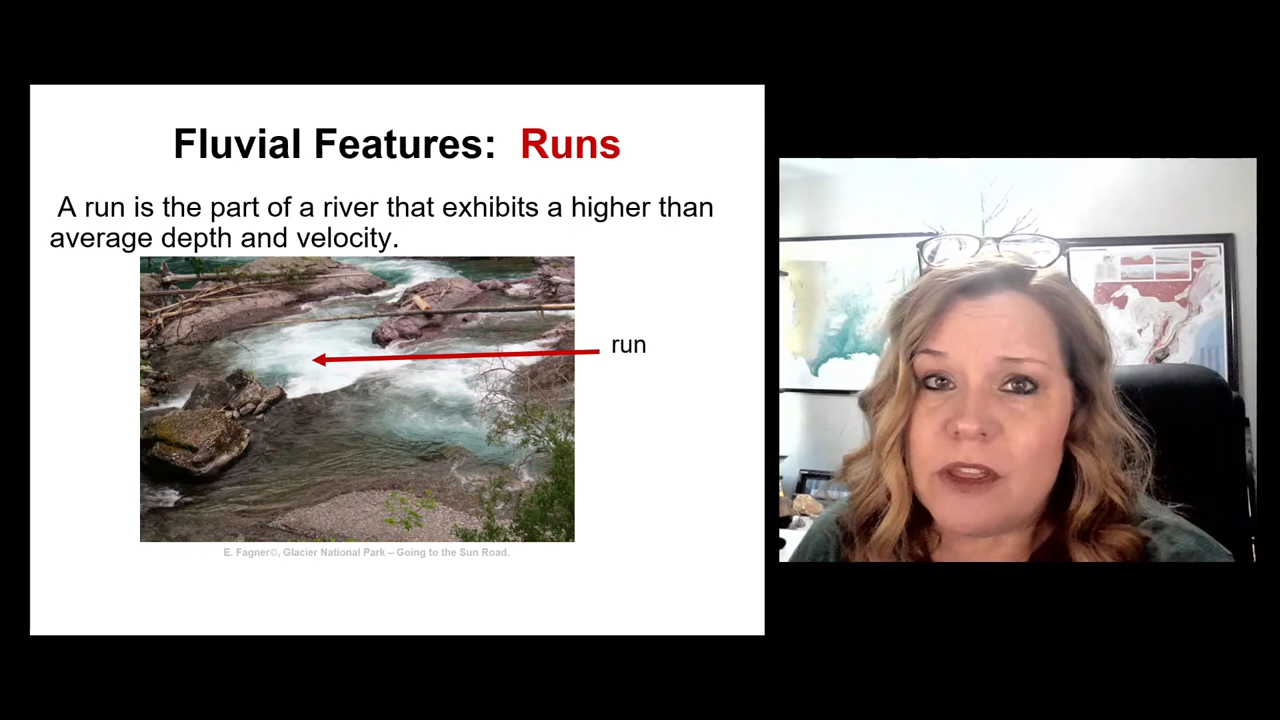 Fluvial Features: Runs
A run is the part of a river that exhibits a higher than
average depth and velocity.
run
E. Fagner©, Glacier National Park – Going to the Sun Road.